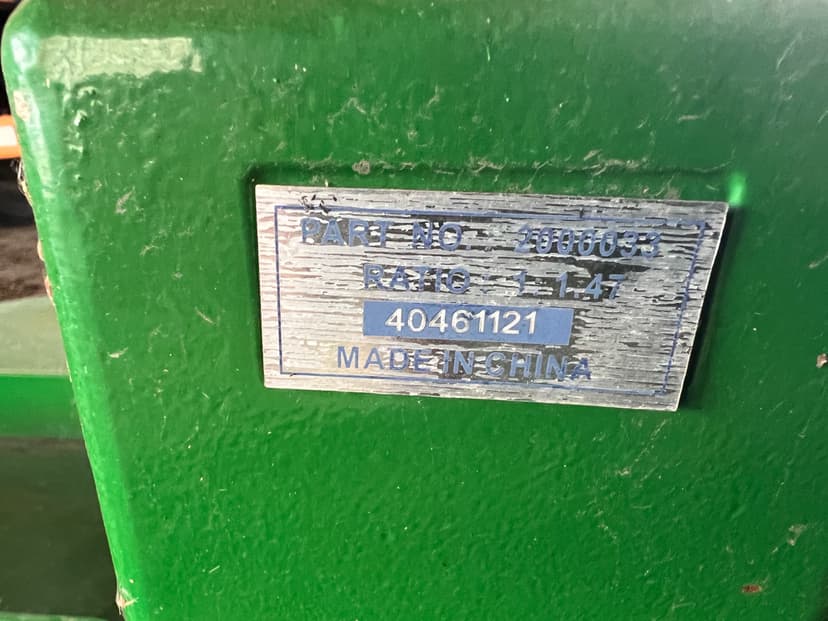 PART NO. : 2000033
RATIO : 1:1.47
40461121
MADE IN CHINA